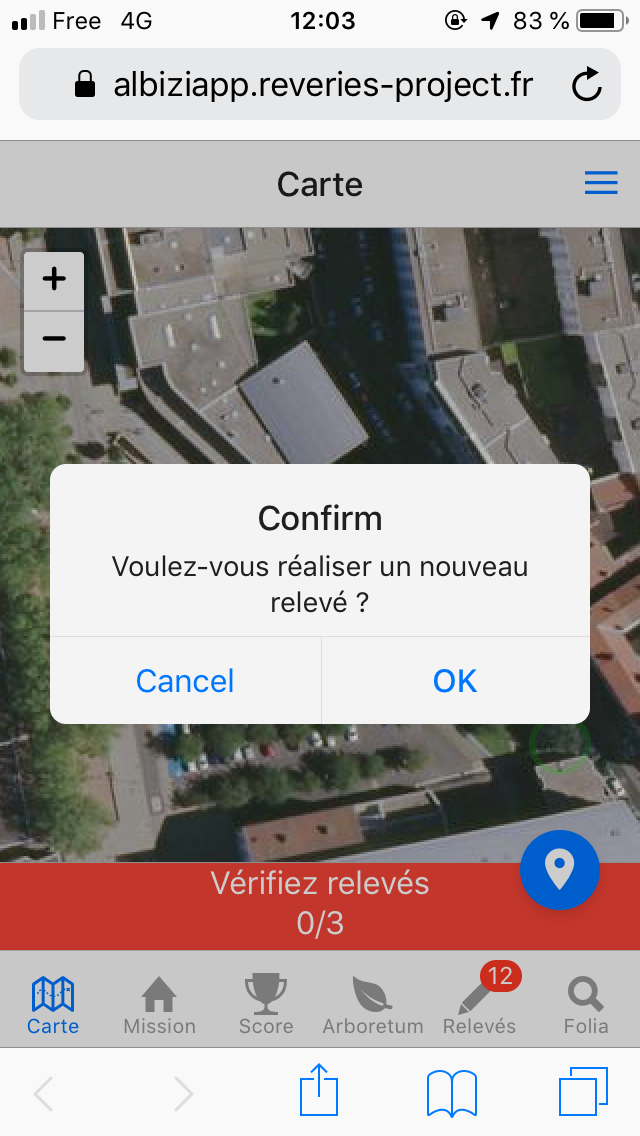 Free 4G 12:03 83 %
albiziapp.reveries-project.fr
Carte
+
−
Confirm
Voulez-vous réaliser un nouveau
relevé ?
Cancel OK
Vérifiez relevés
0/3
12
Carte Mission Score Arboretum Relevés Folia